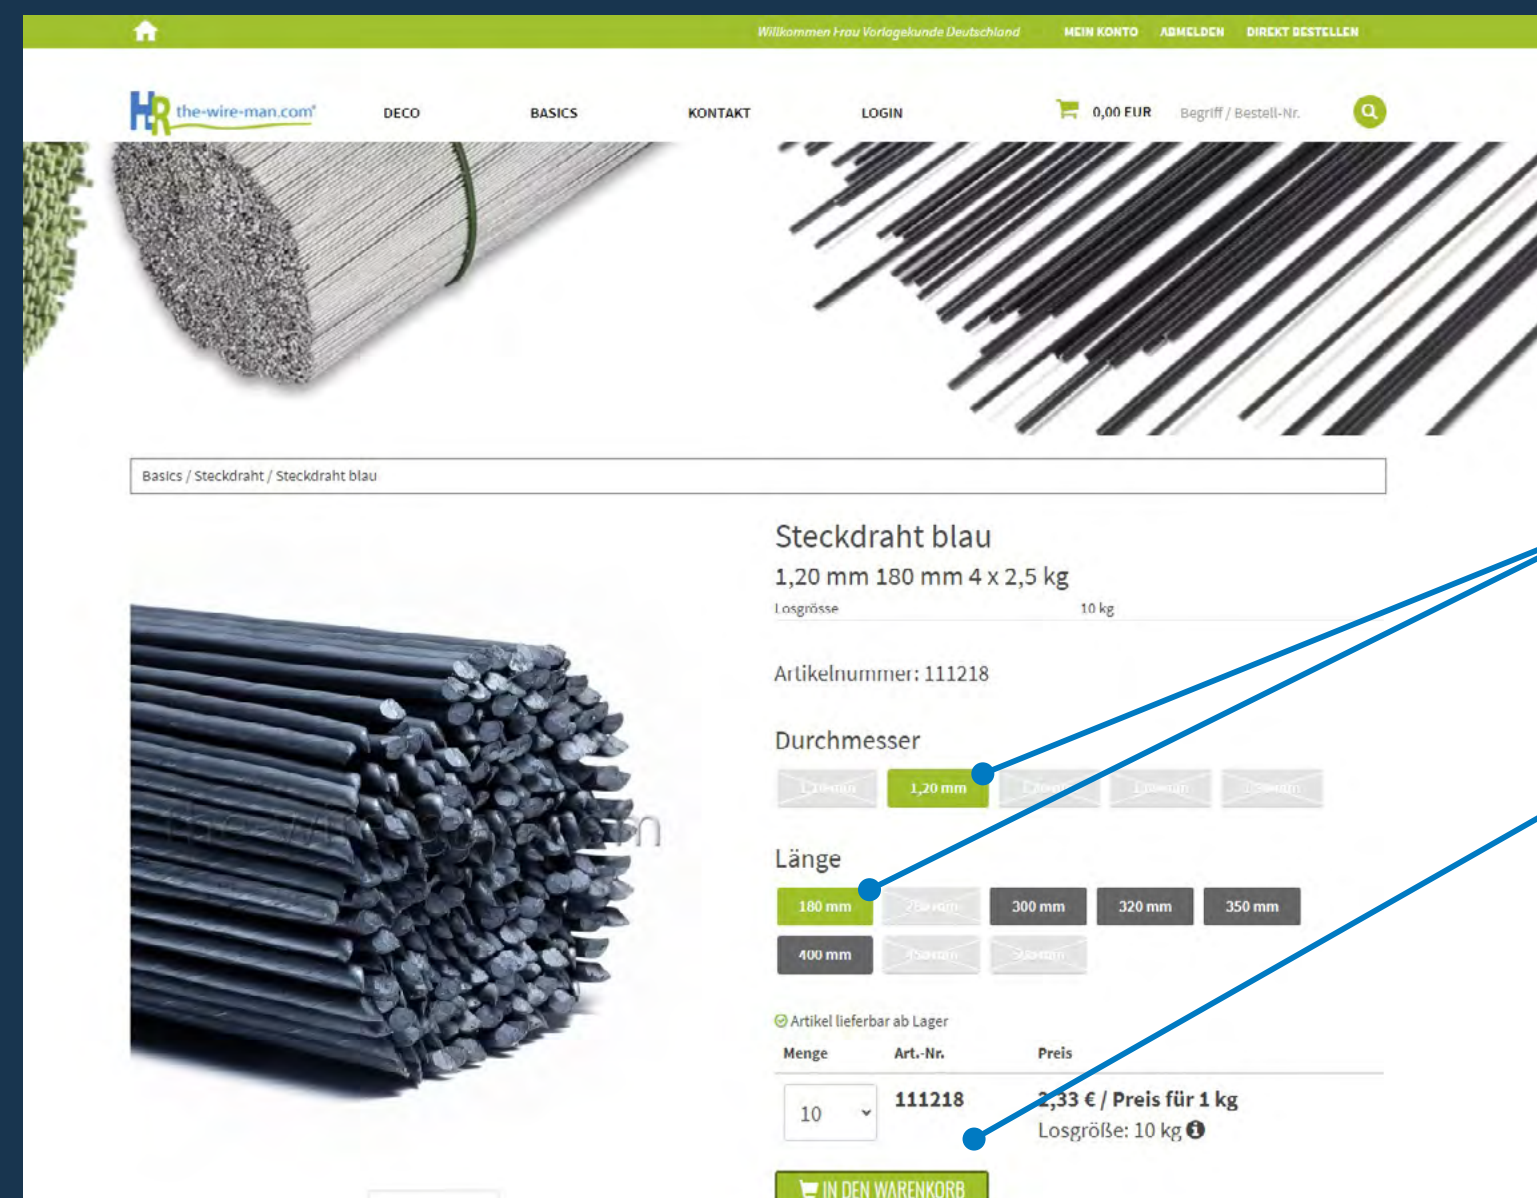 Willkommen Frau Vorlagekunde Deutschland MEIN KONTO ABMELDEN DIREKT BESTELLEN
HR the-wire-man.com® DECO BASICS KONTAKT LOGIN 0,00 EUR Begriff / Bestell-Nr.
Basics / Steckdraht / Steckdraht blau
Steckdraht blau
1,20 mm 180 mm 4 x 2,5 kg
Losgrösse 10 kg
Artikelnummer: 111218
Durchmesser
1,20 mm
Länge
180 mm 300 mm 320 mm 350 mm
400 mm
Artikel lieferbar ab Lager
Menge Art.-Nr. Preis
10 111218 2,33 € / Preis für 1 kg
Losgröße: 10 kg
IN DEN WARENKORB